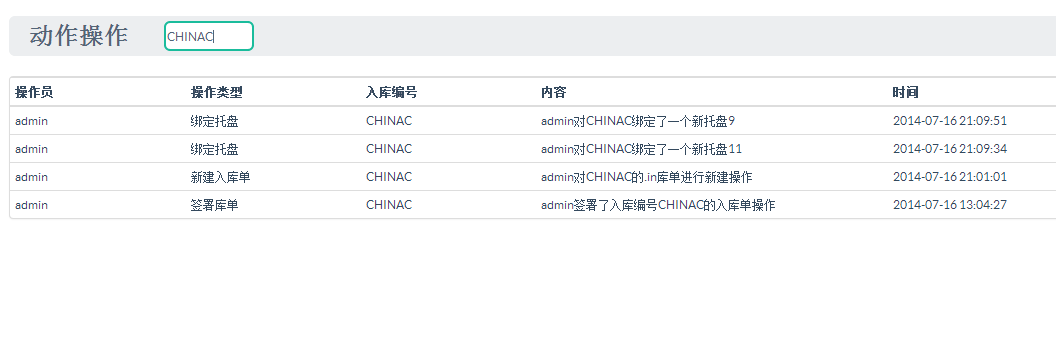 动作操作 CHINAC
操作员 操作类型 入库编号 内容 时间
admin 绑定托盘 CHINAC admin对CHINAC绑定了一个新托盘9 2014-07-16 21:09:51
admin 绑定托盘 CHINAC admin对CHINAC绑定了一个新托盘11 2014-07-16 21:09:34
admin 新建入库单 CHINAC admin对CHINAC的.in库单进行新建操作 2014-07-16 21:01:01
admin 签署库单 CHINAC admin签署了入库编号CHINAC的入库单操作 2014-07-16 13:04:27